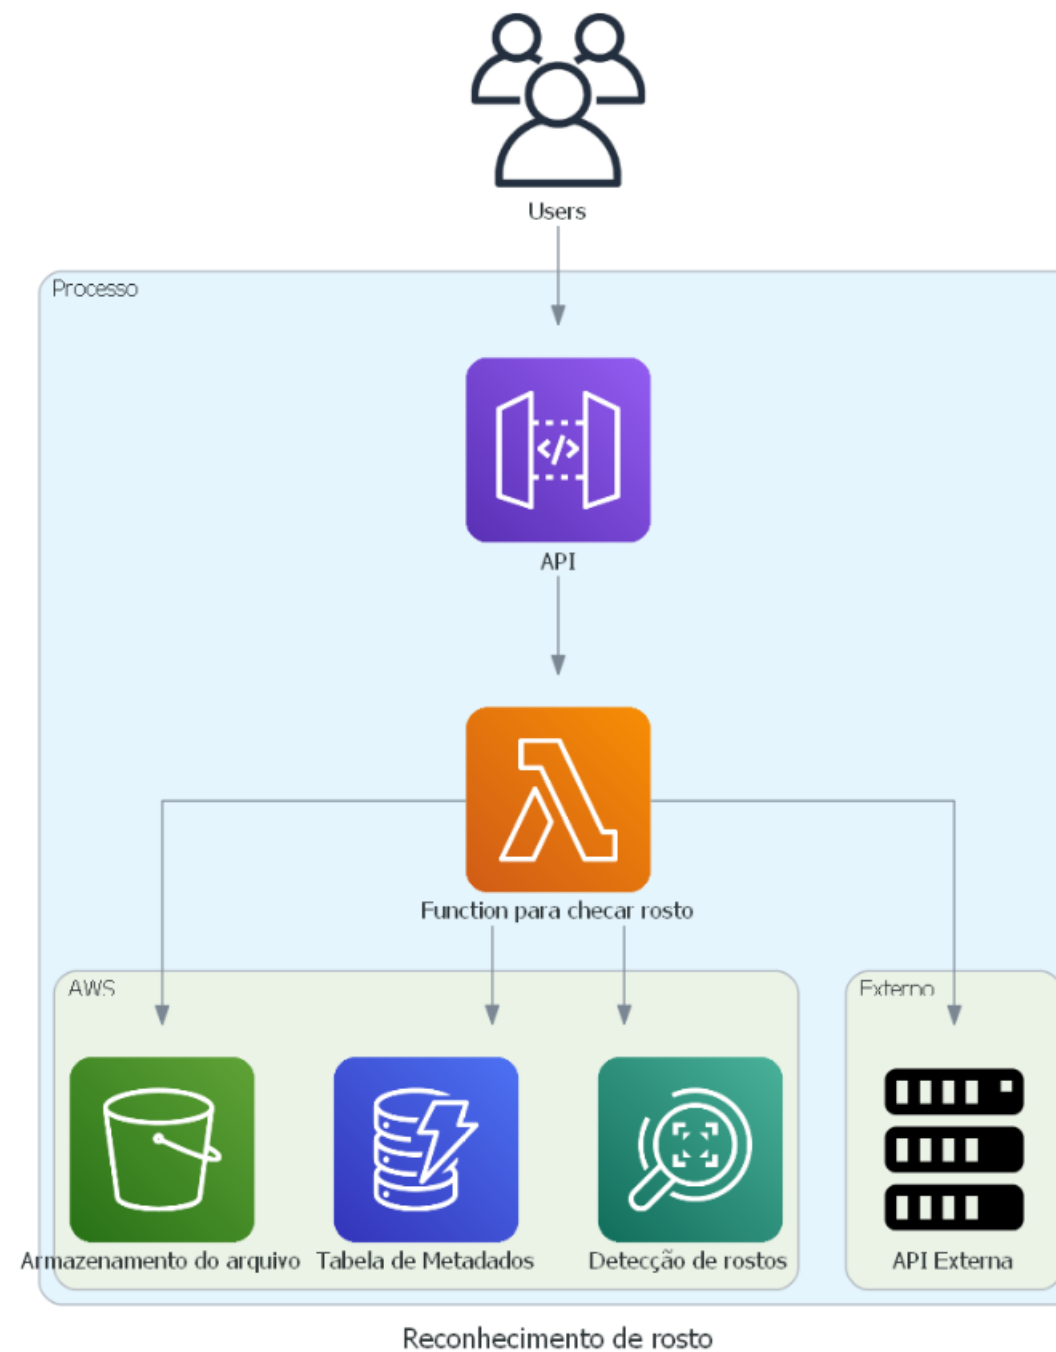 Users
Processo
</>
API
Function para checar rosto
AWS
Externo
Armazenamento do arquivo
Tabela de Metadados
Detecção de rostos
API Externa
Reconhecimento de rosto